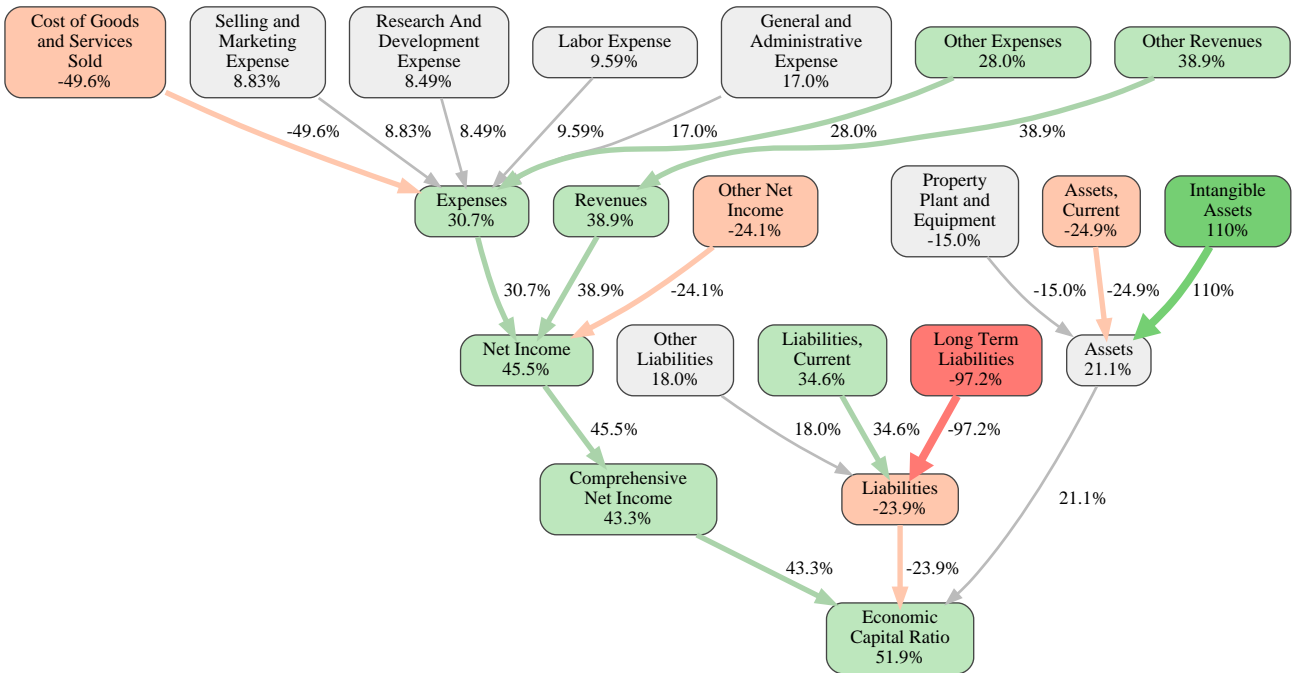 Cost of Goods
and Services
Sold
-49.6%
Selling and
Marketing
Expense
8.83%
Research And
Development
Expense
8.49%
Labor Expense
9.59%
General and
Administrative
Expense
17.0%
Other Expenses
28.0%
Other Revenues
38.9%
-49.6%
8.83%
8.49%
9.59%
17.0%
28.0%
38.9%
Expenses
30.7%
Revenues
38.9%
Other Net
Income
-24.1%
Property
Plant and
Equipment
-15.0%
Assets,
Current
-24.9%
Intangible
Assets
110%
30.7%
38.9%
-24.1%
-15.0%
-24.9%
110%
Net Income
45.5%
Other
Liabilities
18.0%
Liabilities,
Current
34.6%
Long Term
Liabilities
-97.2%
Assets
21.1%
45.5%
18.0%
34.6%
-97.2%
Comprehensive
Net Income
43.3%
Liabilities
-23.9%
21.1%
43.3%
-23.9%
Economic
Capital Ratio
51.9%